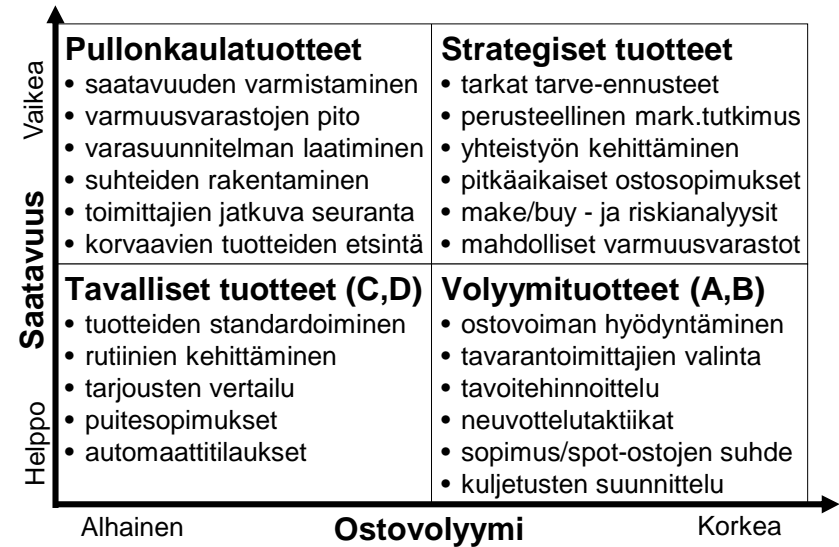 Pullonkaulatuotteet
• saatavuuden varmistaminen
• varmuusvarastojen pito
• varasuunnitelman laatiminen
• suhteiden rakentaminen
• toimittajien jatkuva seuranta
• korvaavien tuotteiden etsintä
Strategiset tuotteet
• tarkat tarve-ennusteet
• perusteellinen mark.tutkimus
• yhteistyön kehittäminen
• pitkäaikaiset ostosopimukset
• make/buy - ja riskianalyysit
• mahdolliset varmuusvarastot
Tavalliset tuotteet (C,D)
• tuotteiden standardoiminen
• rutiinien kehittäminen
• tarjousten vertailu
• puitesopimukset
• automaattitilaukset
Volyymituotteet (A,B)
• ostovoiman hyödyntäminen
• tavarantoimittajien valinta
• tavoitehinnoittelu
• neuvottelutaktiikat
• sopimus/spot-ostojen suhde
• kuljetusten suunnittelu
Vaikea
Saatavuus
Helppo
Alhainen
Ostovolyymi
Korkea